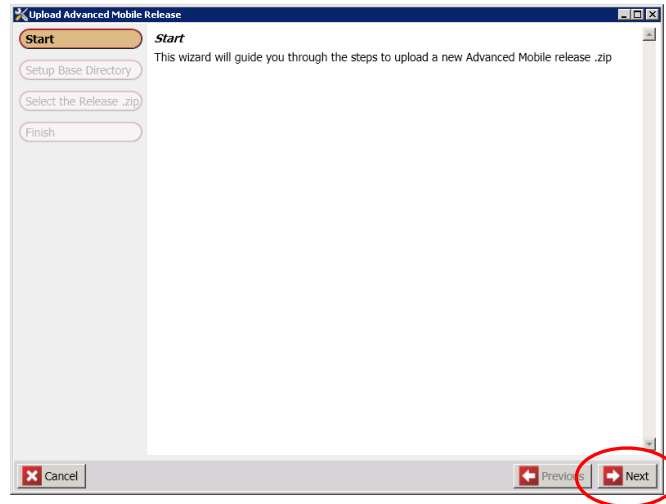 Upload Advanced Mobile Release
Start
Setup Base Directory
Select the Release .zip
Finish
Start
This wizard will guide you through the steps to upload a new Advanced Mobile release .zip
Cancel
Previous
Next